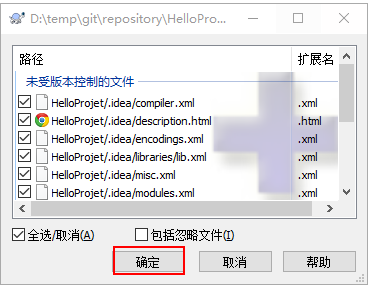 D:\temp\git\repository\HelloProj...
路径 扩展名
未受版本控制的文件
HelloProjet/.idea/compiler.xml .xml
HelloProjet/.idea/description.html .html
HelloProjet/.idea/encodings.xml .xml
HelloProjet/.idea/libraries/lib.xml .xml
HelloProjet/.idea/misc.xml .xml
HelloProjet/.idea/modules.xml .xml
全选/取消(A) 包括忽略文件(I)
确定 取消 帮助